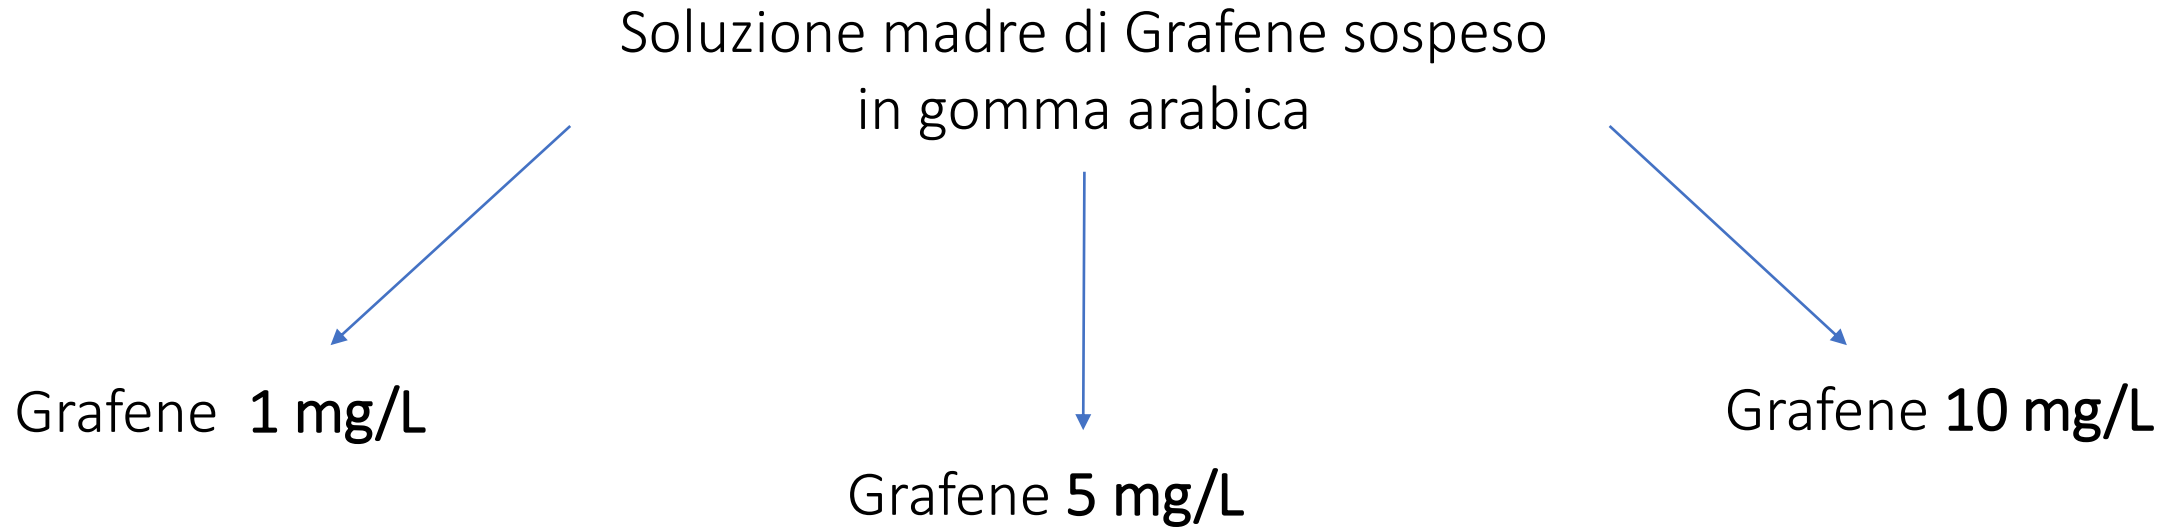 Soluzione madre di Grafene sospeso
in gomma arabica
Grafene 1 mg/L
Grafene 5 mg/L
Grafene 10 mg/L